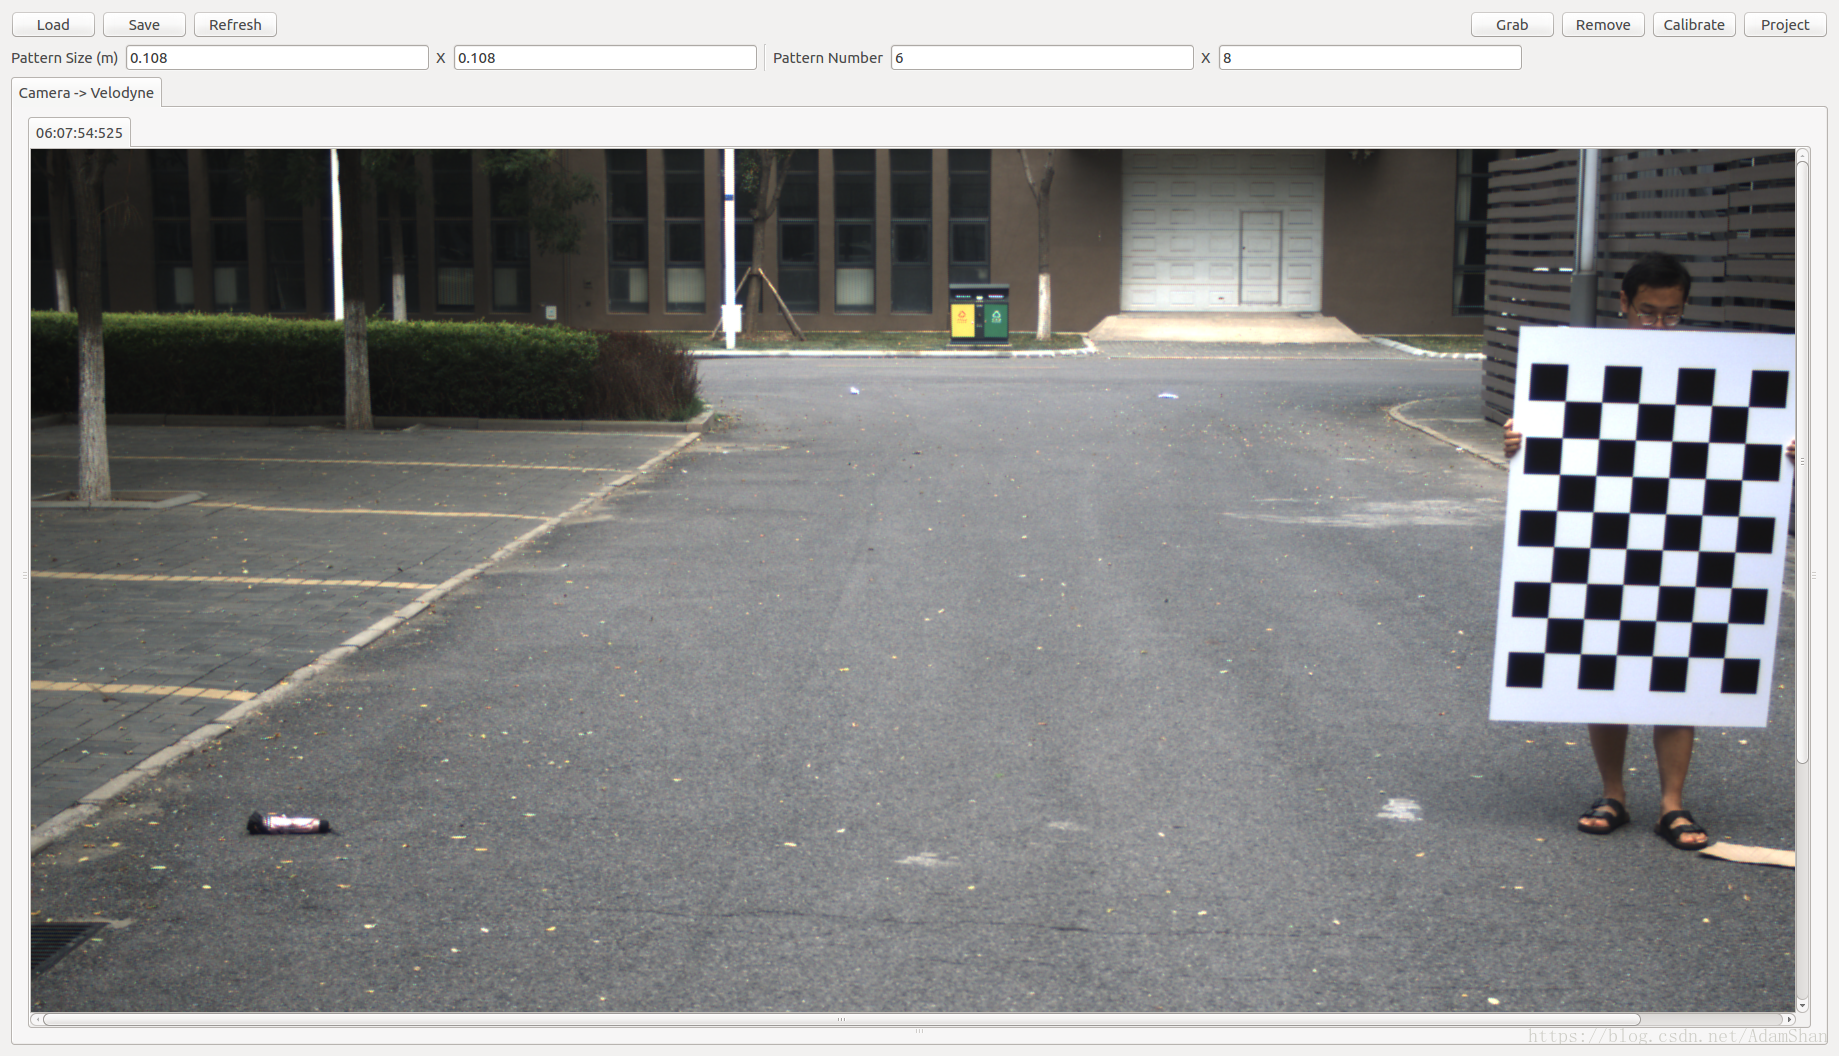 Load Save Refresh Grab Remove Calibrate Project
Pattern Size (m) 0.108 X 0.108 Pattern Number 6 X 8
Camera -> Velodyne
06:07:54:525
https://blog.csdn.net/AdamShan